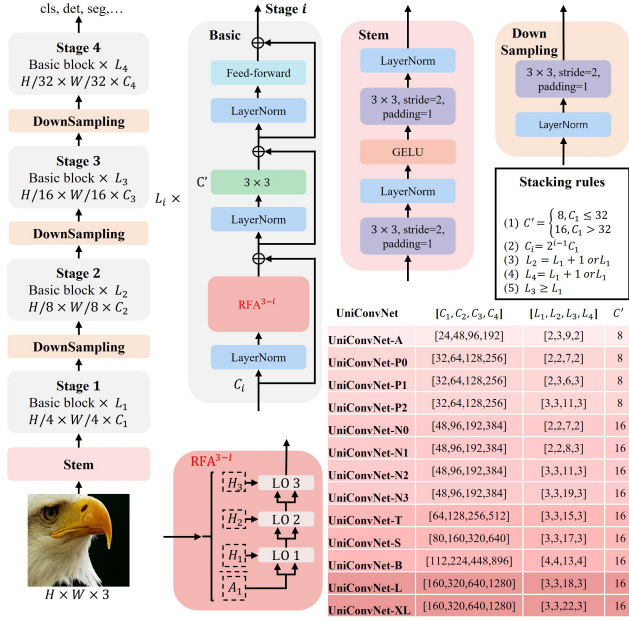 cls, det, seg,...
Stage 4
Basic block × L₄
H/32 × W/32 × C₄
DownSampling
Stage 3
Basic block × L₃
H/16 × W/16 × C₃
DownSampling
Stage 2
Basic block × L₂
H/8 × W/8 × C₂
DownSampling
Stage 1
Basic block × L₁
H/4 × W/4 × C₁
Stem
H × W × 3
Stage i
Basic
Feed-forward
LayerNorm
Lᵢ ×
C'
3 × 3
LayerNorm
RFA³⁻ˡ
LayerNorm
Cᵢ
RFA³⁻ˡ
H₃
LO 3
H₂
LO 2
H₁
LO 1
A₁
Stem
LayerNorm
3 × 3, stride=2,
padding=1
GELU
LayerNorm
3 × 3, stride=2,
padding=1
Down
Sampling
3 × 3, stride=2,
padding=1
LayerNorm
Stacking rules
(1) C' = { 8, C₁ ≤ 32
16, C₁ > 32
(2) Cᵢ= 2ⁱ⁻¹C₁
(3) L₂ = L₁ + 1 orL₁
(4) L₄= L₁ + 1 orL₁
(5) L₃ ≥ L₁
UniConvNet [C₁, C₂, C₃, C₄] [L₁, L₂, L₃, L₄] C'
UniConvNet-A [24,48,96,192] [2,3,9,2] 8
UniConvNet-P0 [32,64,128,256] [2,2,7,2] 8
UniConvNet-P1 [32,64,128,256] [2,3,6,3] 8
UniConvNet-P2 [32,64,128,256] [3,3,11,3] 8
UniConvNet-N0 [48,96,192,384] [2,2,7,2] 16
UniConvNet-N1 [48,96,192,384] [2,2,8,3] 16
UniConvNet-N2 [48,96,192,384] [3,3,11,3] 16
UniConvNet-N3 [48,96,192,384] [3,3,19,3] 16
UniConvNet-T [64,128,256,512] [3,3,15,3] 16
UniConvNet-S [80,160,320,640] [3,3,17,3] 16
UniConvNet-B [112,224,448,896] [4,4,13,4] 16
UniConvNet-L [160,320,640,1280] [3,3,18,3] 16
UniConvNet-XL [160,320,640,1280] [3,3,22,3] 16